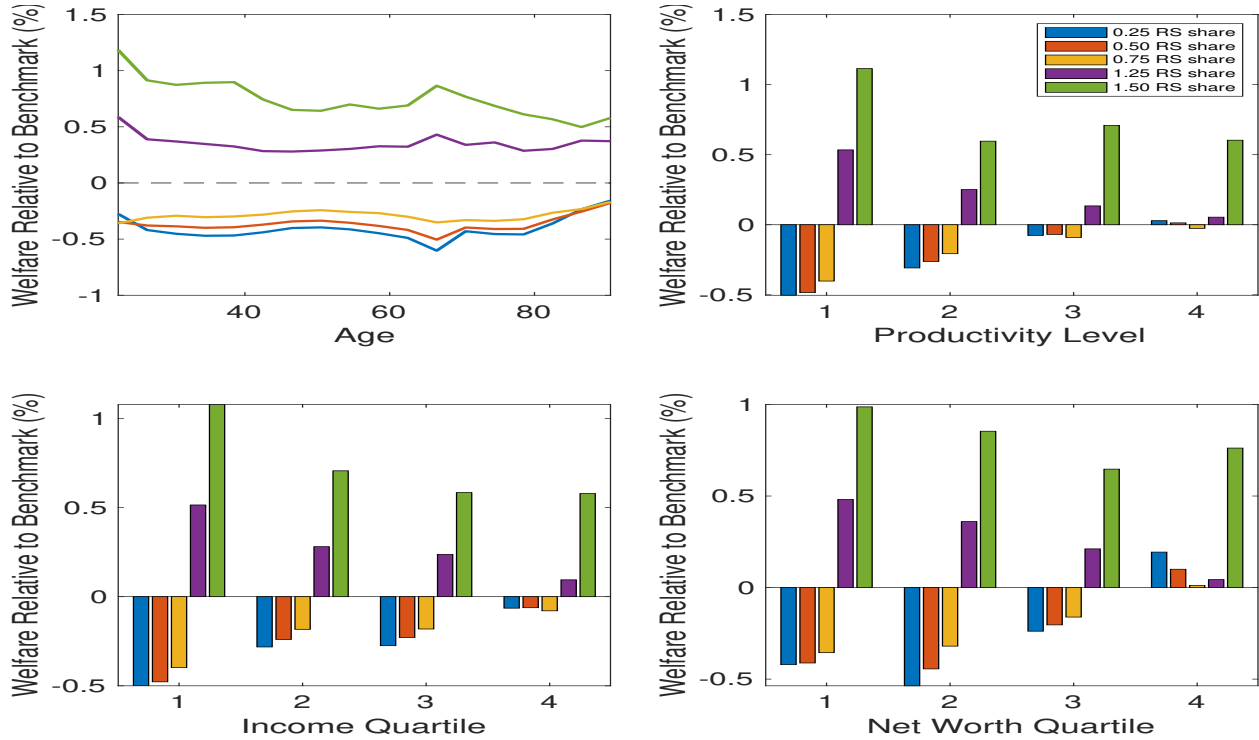 Welfare Relative to Benchmark (%)
1.5
1
0.5
0
-0.5
-1
40
60
80
Age
Welfare Relative to Benchmark (%)
1.5
1
0.5
0
-0.5
1
2
3
4
Productivity Level
0.25 RS share
0.50 RS share
0.75 RS share
1.25 RS share
1.50 RS share
Welfare Relative to Benchmark (%)
1
0.5
0
-0.5
1
2
3
4
Income Quartile
Welfare Relative to Benchmark (%)
1
0.5
0
-0.5
1
2
3
4
Net Worth Quartile